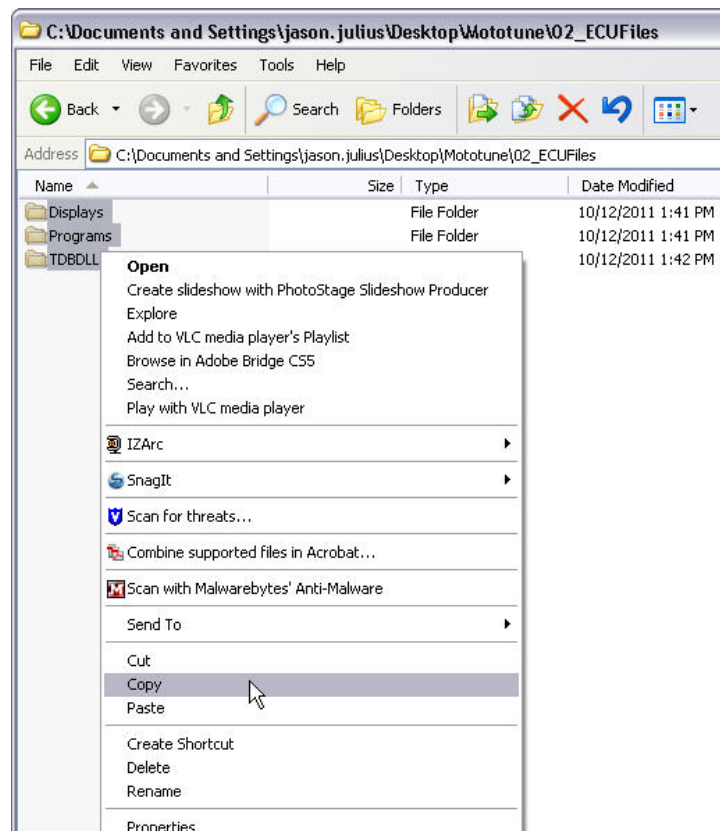 C:\Documents and Settings\jason.julius\Desktop\Mototune\02_ECUFiles
File Edit View Favorites Tools Help
Back Search Folders
Address C:\Documents and Settings\jason.julius\Desktop\Mototune\02_ECUFiles
Name Size Type Date Modified
Displays File Folder 10/12/2011 1:41 PM
Programs File Folder 10/12/2011 1:41 PM
TDBDLL 10/12/2011 1:42 PM
Open
Create slideshow with PhotoStage Slideshow Producer
Explore
Add to VLC media player's Playlist
Browse in Adobe Bridge CS5
Search...
Play with VLC media player
IZArc
SnagIt
Scan for threats...
Combine supported files in Acrobat...
Scan with Malwarebytes' Anti-Malware
Send To
Cut
Copy
Paste
Create Shortcut
Delete
Rename
Properties